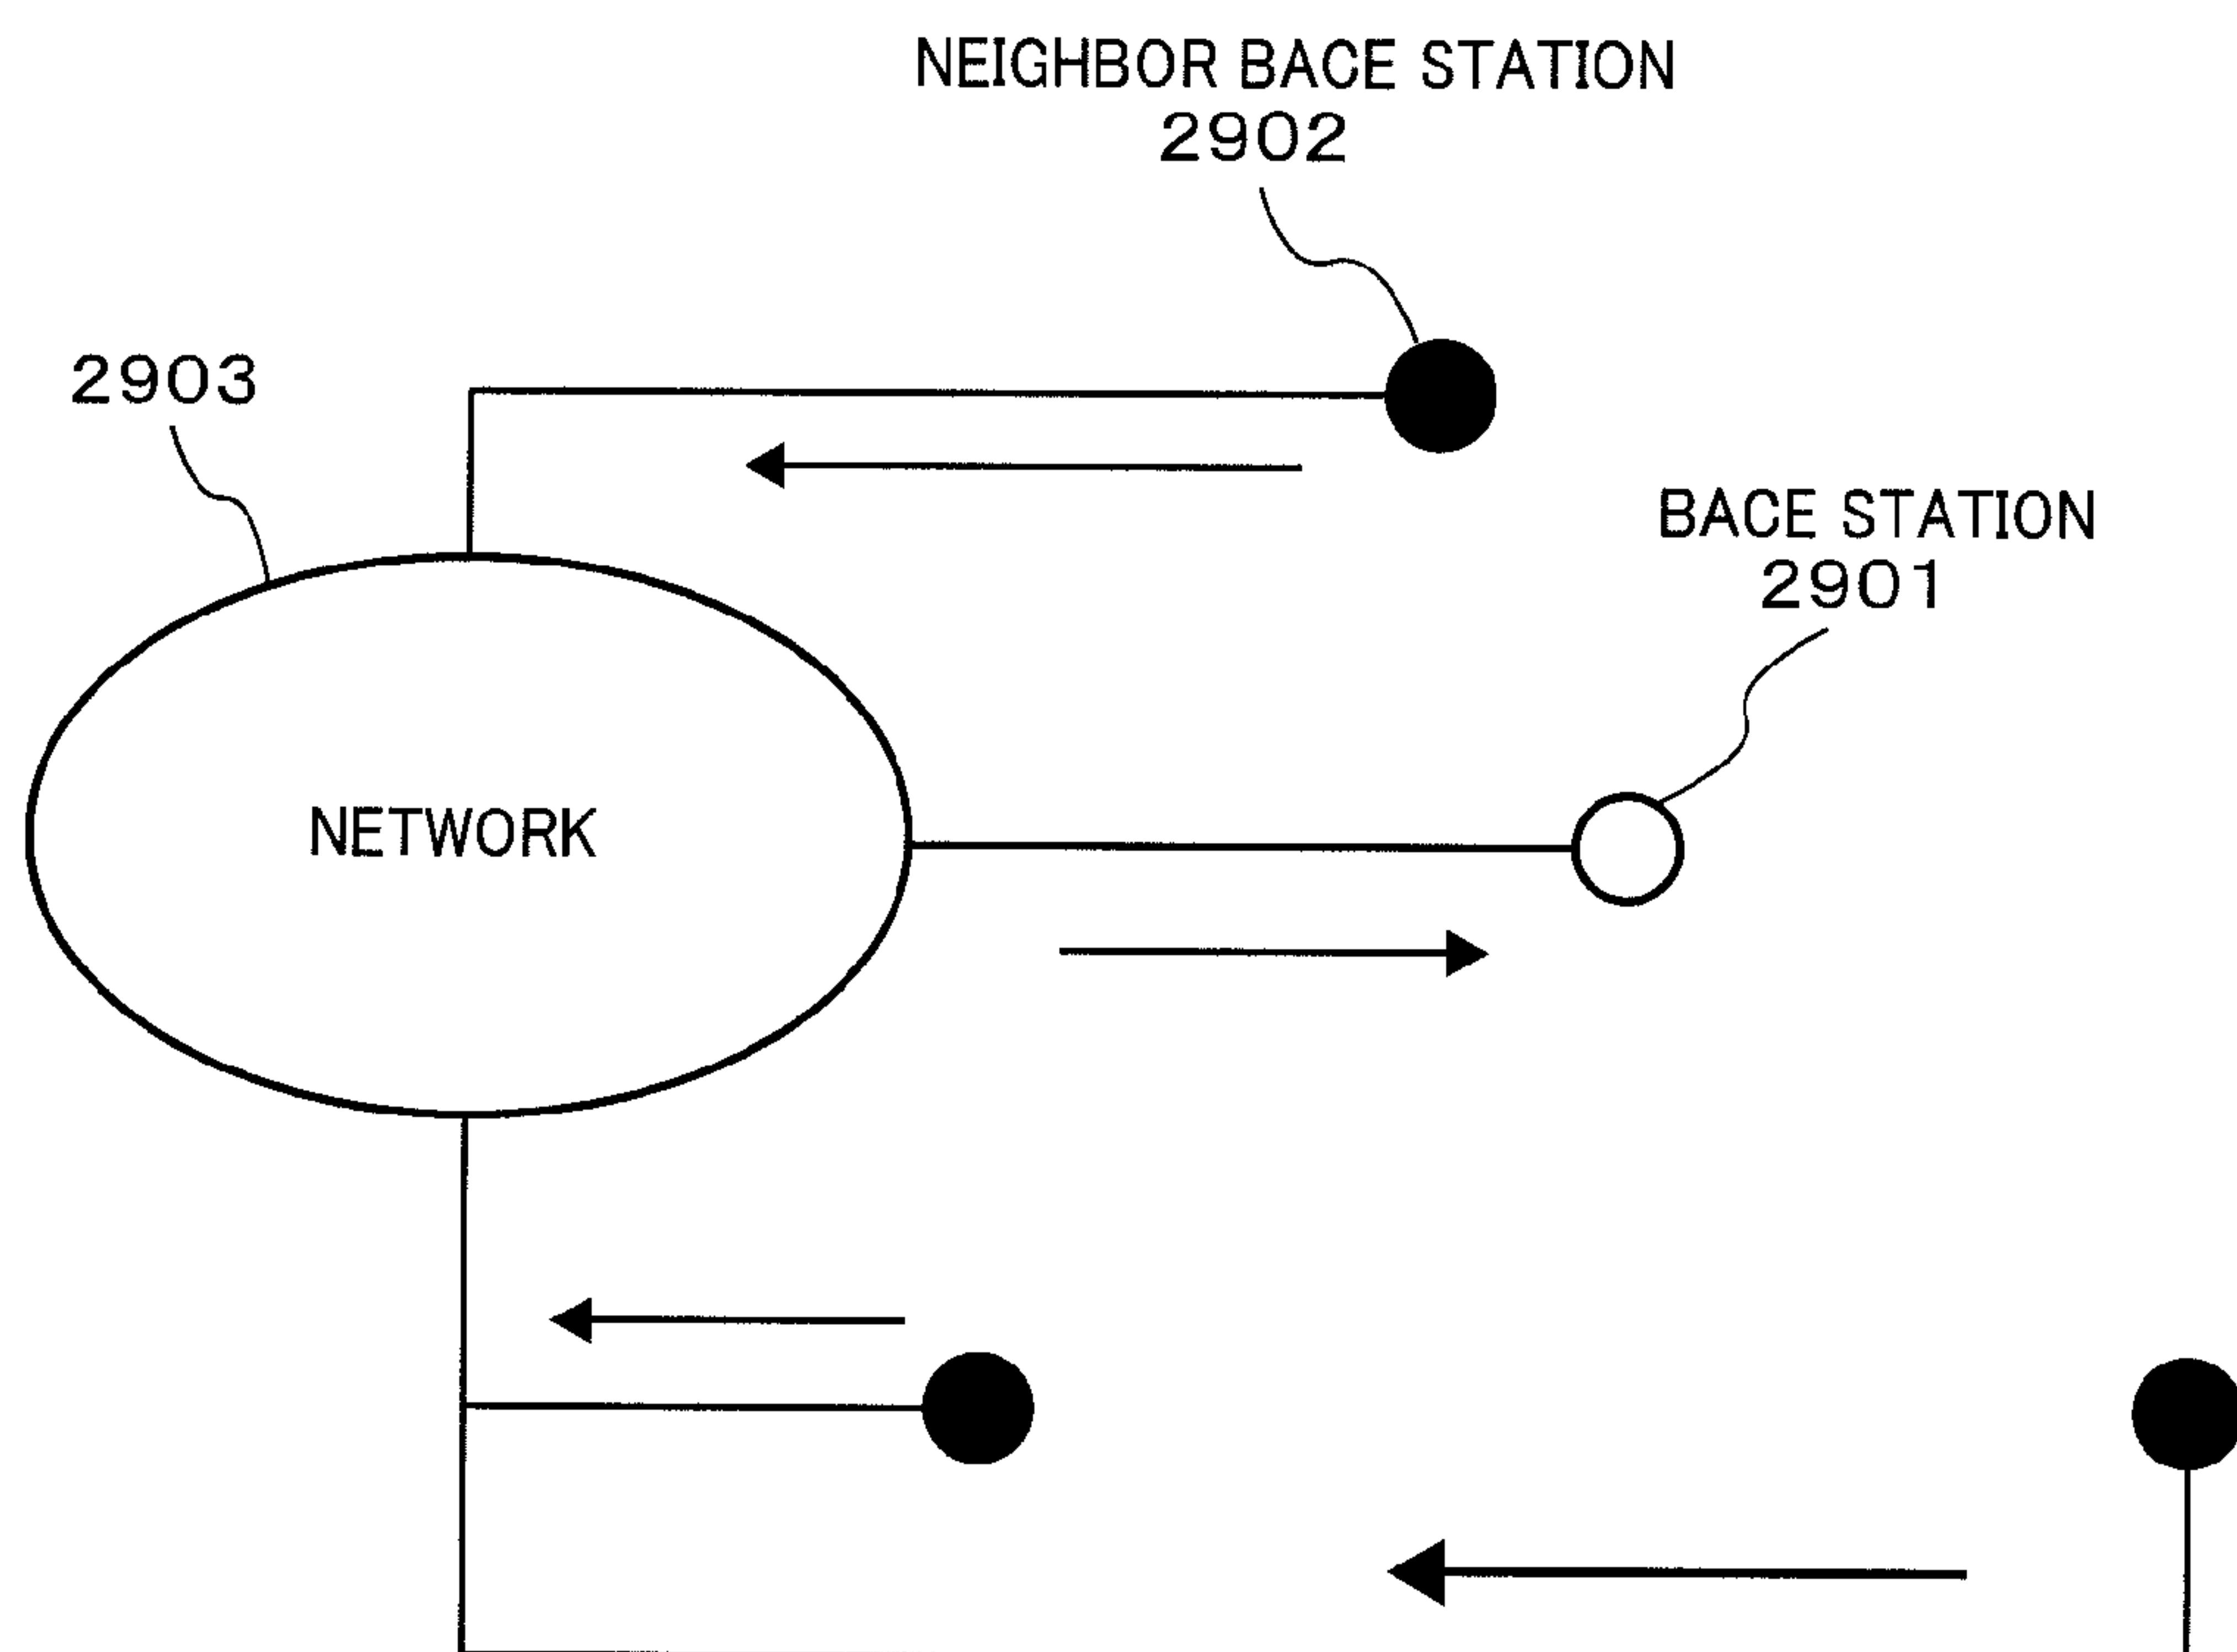 NEIGHBOR BACE STATION
2902
2903
BACE STATION
2901
NETWORK